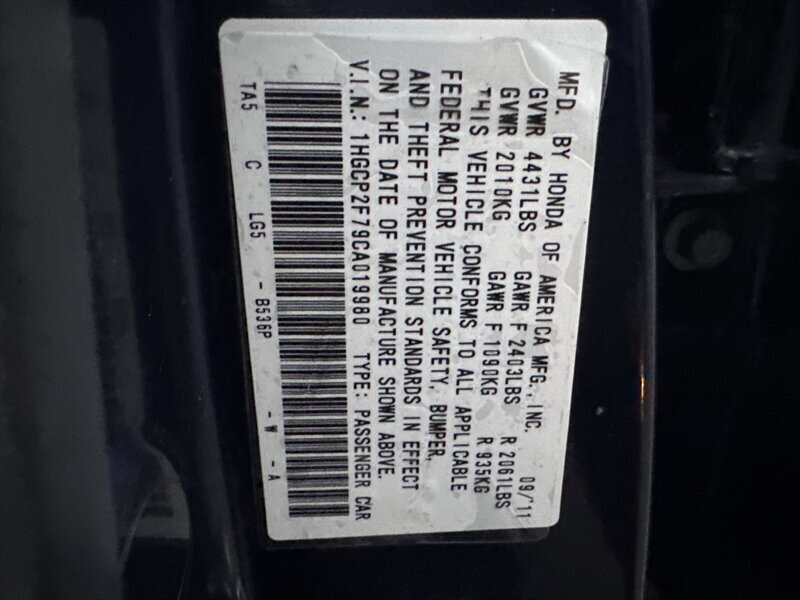 MFD. BY HONDA OF AMERICA MFG., INC. 09/11
GVWR 4431LBS GAWR F 2403LBS R 2061LBS
GVWR 2010KG GAWR F 1090KG R 935KG
THIS VEHICLE CONFORMS TO ALL APPLICABLE
FEDERAL MOTOR VEHICLE SAFETY, BUMPER,
AND THEFT PREVENTION STANDARDS IN EFFECT
ON THE DATE OF MANUFACTURE SHOWN ABOVE.
V.I.N.: 1HGCP2F79CA019980 TYPE: PASSENGER CAR
TA5 C LG5 - B536P - W - A